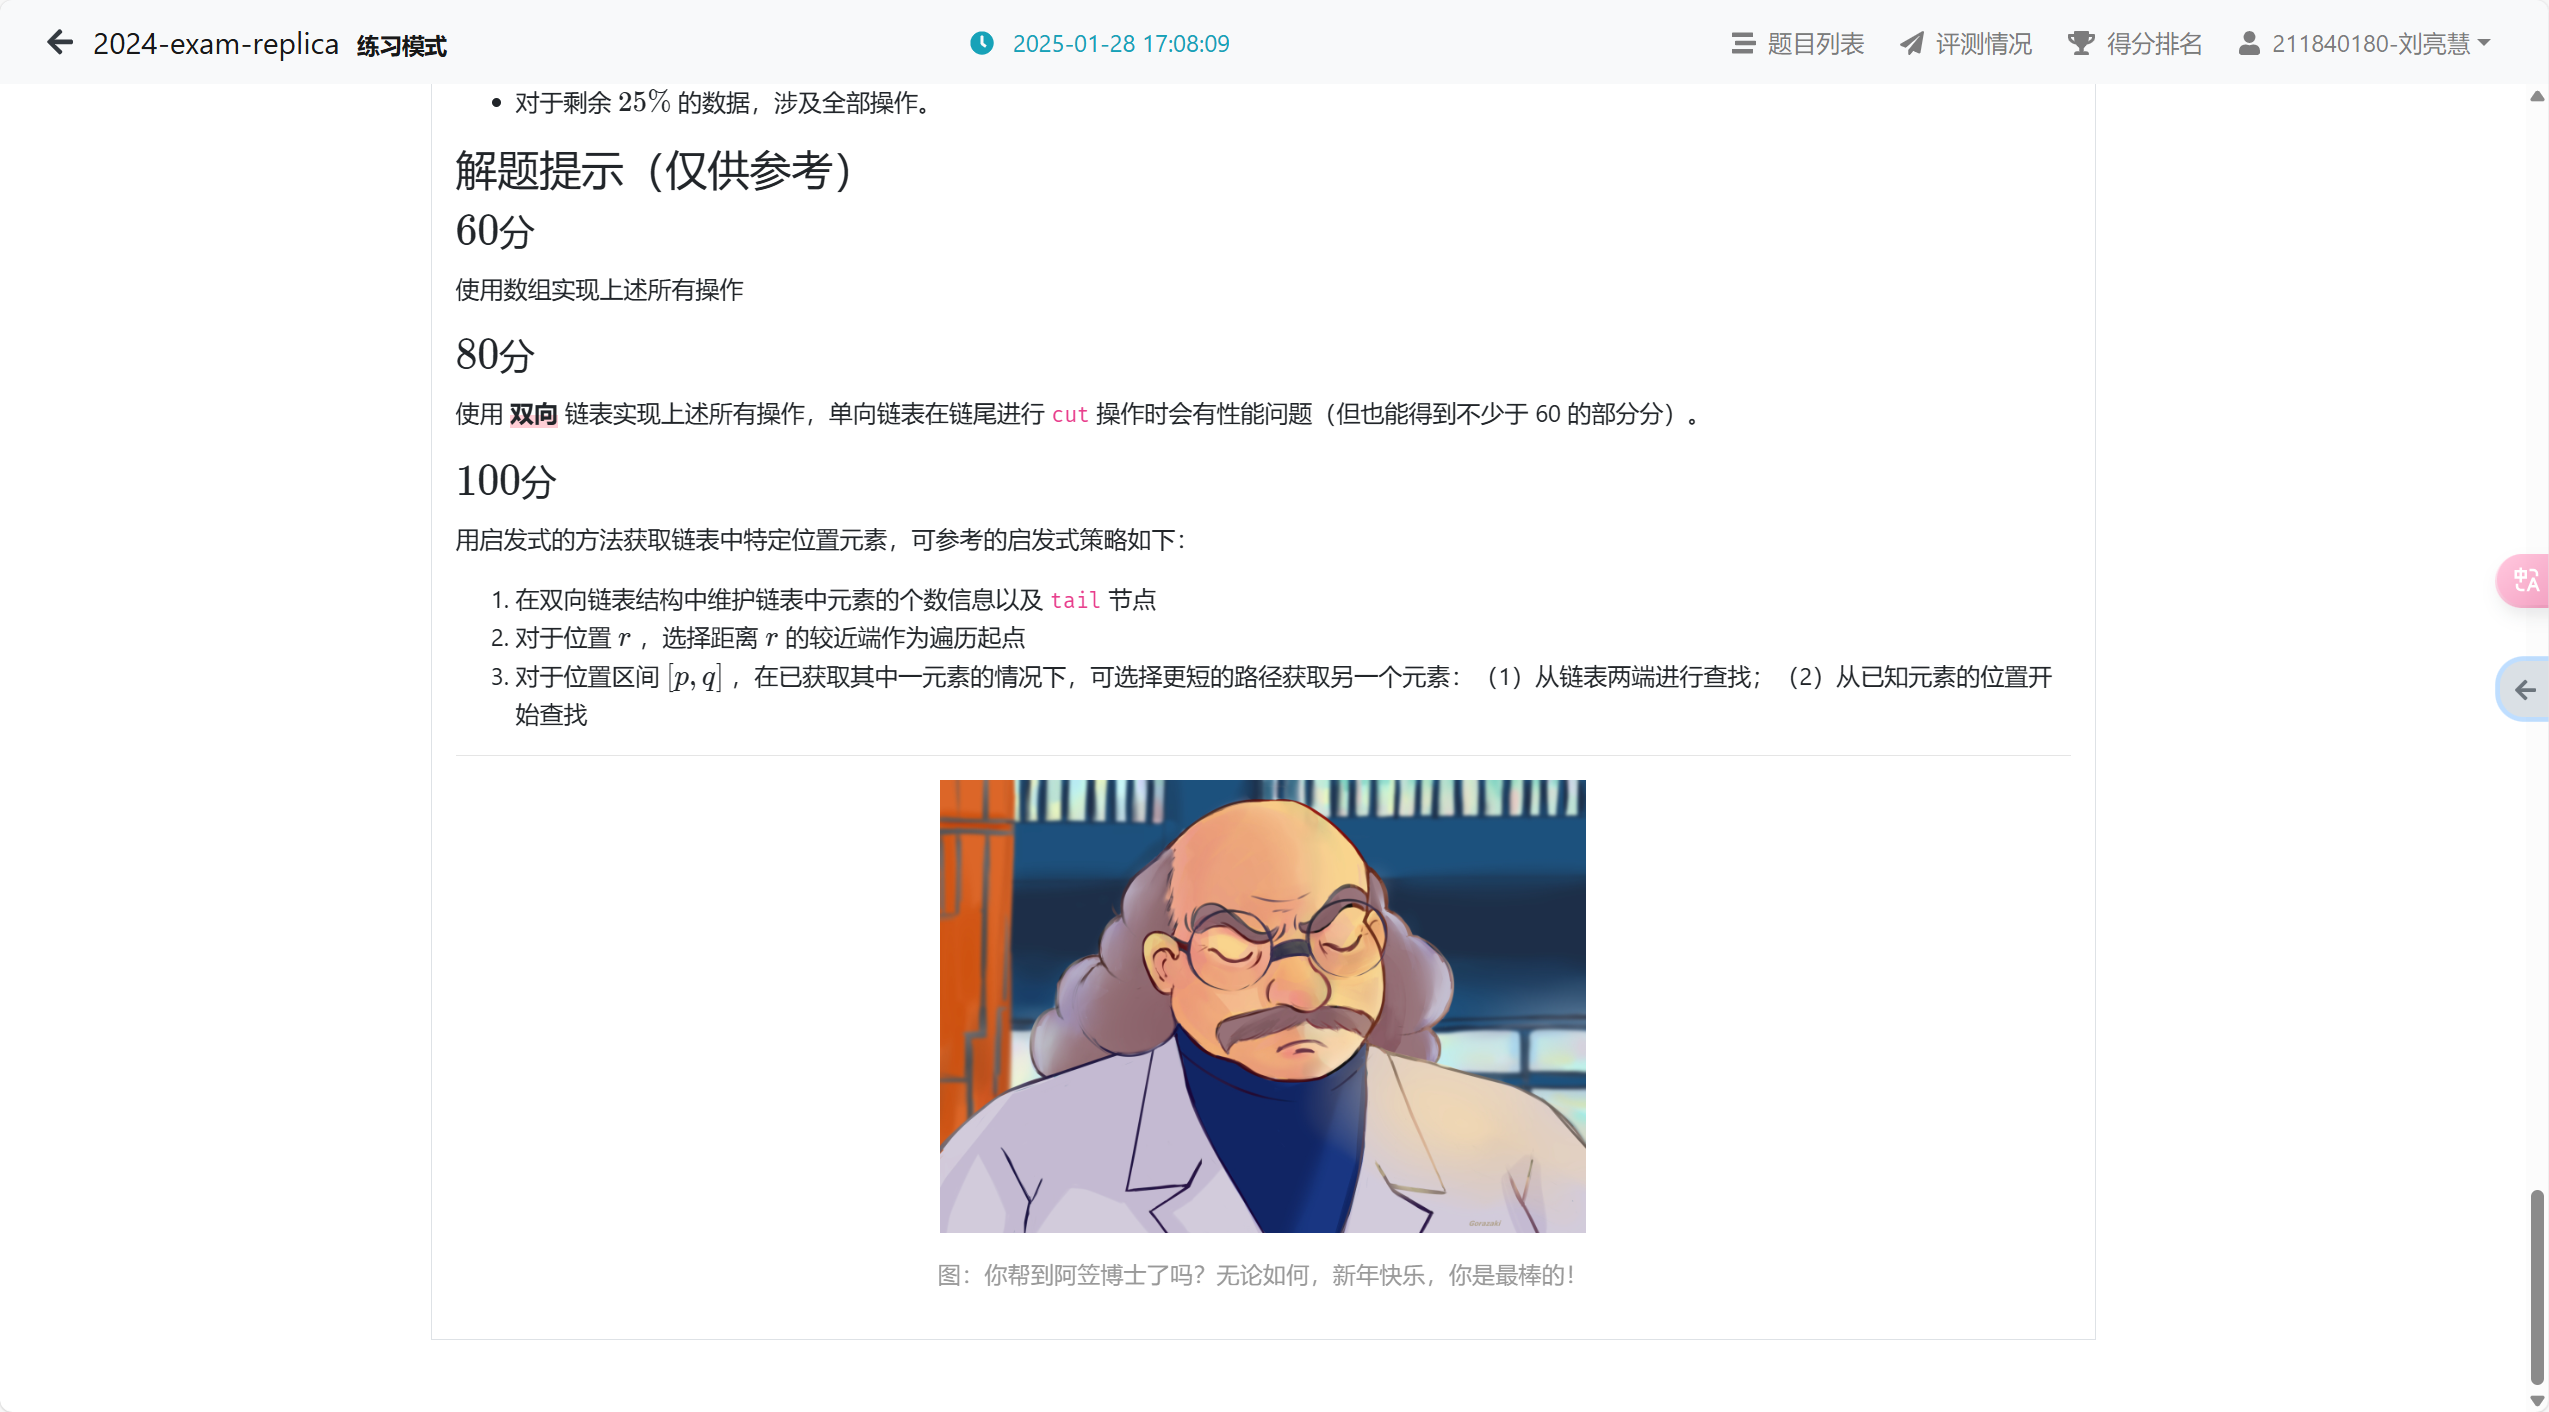 2024-exam-replica 练习模式
2025-01-28 17:08:09
题目列表
评测情况
得分排名
211840180-刘亮慧
对于剩余 25% 的数据，涉及全部操作。
解题提示（仅供参考）
60分
使用数组实现上述所有操作
80分
使用 双向 链表实现上述所有操作，单向链表在链尾进行 cut 操作时会有性能问题（但也能得到不少于 60 的部分分）。
100分
用启发式的方法获取链表中特定位置元素，可参考的启发式策略如下：
1. 在双向链表结构中维护链表中元素的个数信息以及 tail 节点
2. 对于位置 r ，选择距离 r 的较近端作为遍历起点
3. 对于位置区间 [p, q] ，在已获取其中一元素的情况下，可选择更短的路径获取另一个元素：（1）从链表两端进行查找；（2）从已知元素的位置开
始查找
Gorozaki
图：你帮到阿笠博士了吗？无论如何，新年快乐，你是最棒的！